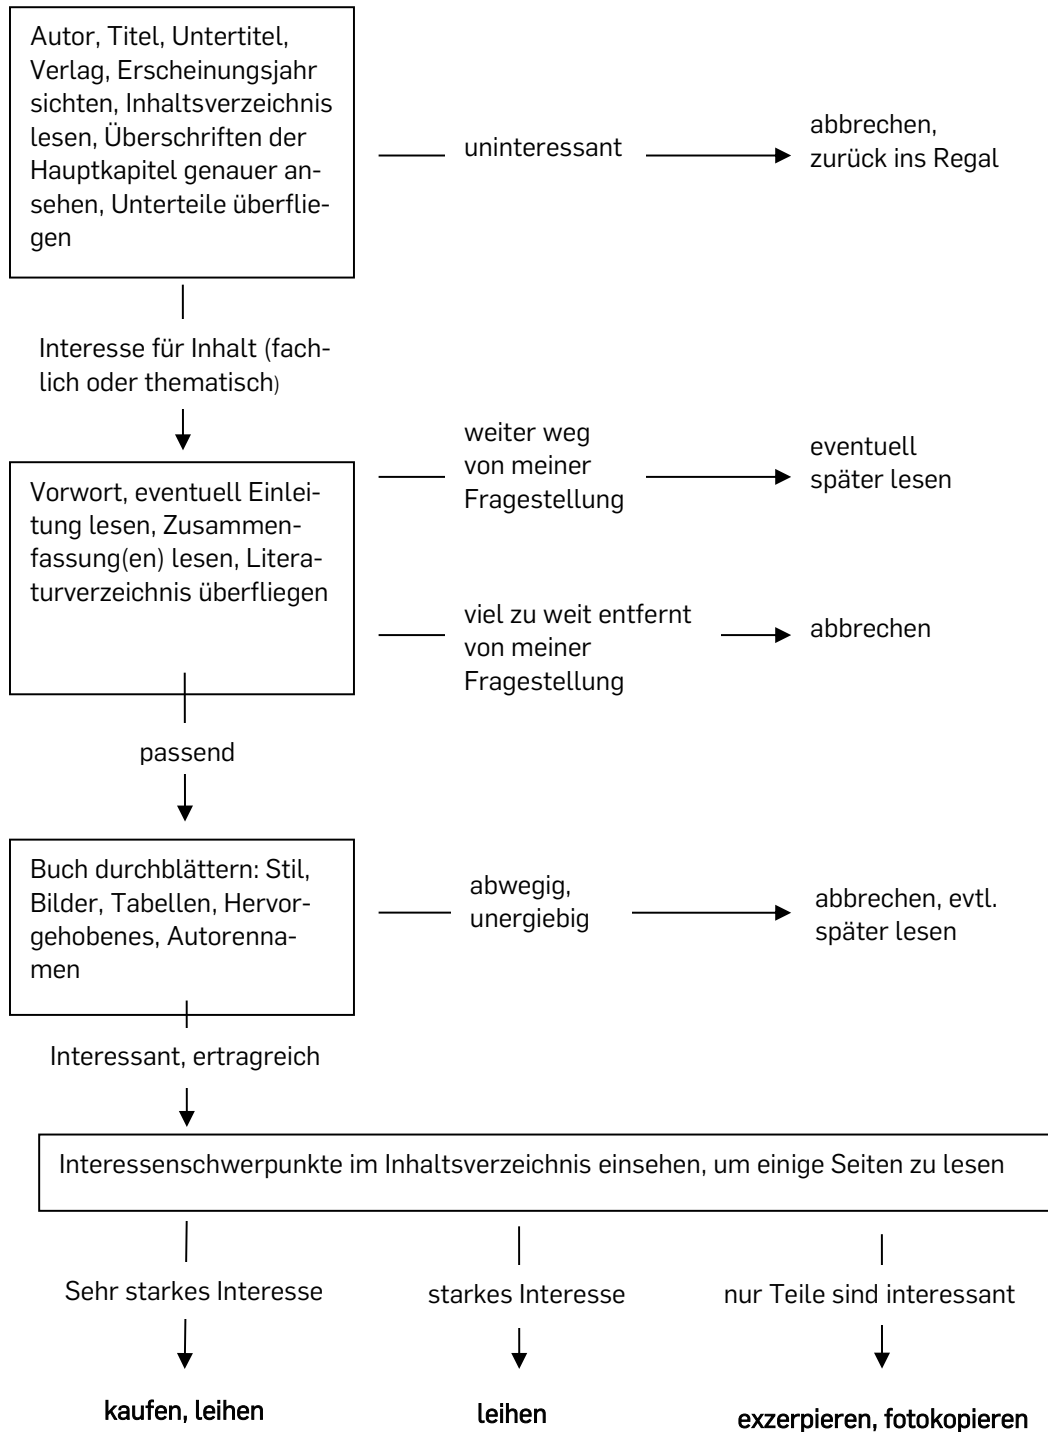 Autor, Titel, Untertitel,
Verlag, Erscheinungsjahr
sichten, Inhaltsverzeichnis
lesen, Überschriften der
Hauptkapitel genauer an-
sehen, Unterteile überflie-
gen
uninteressant
abbrechen,
zurück ins Regal
Interesse für Inhalt (fach-
lich oder thematisch)
Vorwort, eventuell Einlei-
tung lesen, Zusammen-
fassung(en) lesen, Litera-
turverzeichnis überfliegen
weiter weg
von meiner
Fragestellung
eventuell
später lesen
viel zu weit entfernt
von meiner
Fragestellung
abbrechen
passend
Buch durchblättern: Stil,
Bilder, Tabellen, Hervor-
gehobenes, Autorenna-
men
abwegig,
unergiebig
abbrechen, evtl.
später lesen
Interessant, ertragreich
Interessenschwerpunkte im Inhaltsverzeichnis einsehen, um einige Seiten zu lesen
Sehr starkes Interesse
starkes Interesse
nur Teile sind interessant
kaufen, leihen
leihen
exzerpieren, fotokopieren